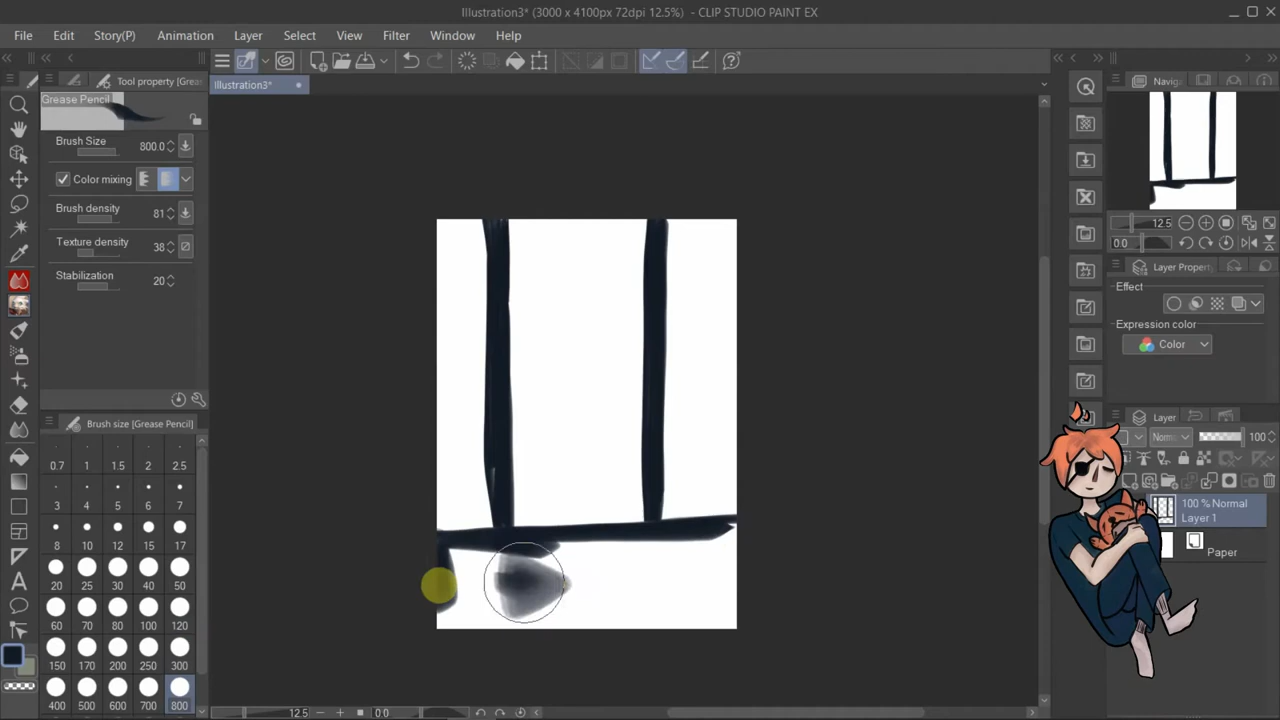 Illustration3* (3000 x 4100px 72dpi 12.5%) - CLIP STUDIO PAINT EX
File Edit Story(P) Animation Layer Select View Filter Window Help
Illustration3*
Tool property [Grease
Grease Pencil
Brush Size 800.0
Color mixing
Brush density 81
Texture density 38
Stabilization 20
Brush size [Grease Pencil]
0.7 1 1.5 2 2.5
3 4 5 6 7
8 10 12 15 17
20 25 30 40 50
60 70 80 100 120
150 170 200 250 300
400 500 600 700 800
12.5 0.0
Naviga
12.5
0.0
Layer Property
Effect
Expression color
Color
Layer
Norma 100
100 % Normal
Layer 1
Paper